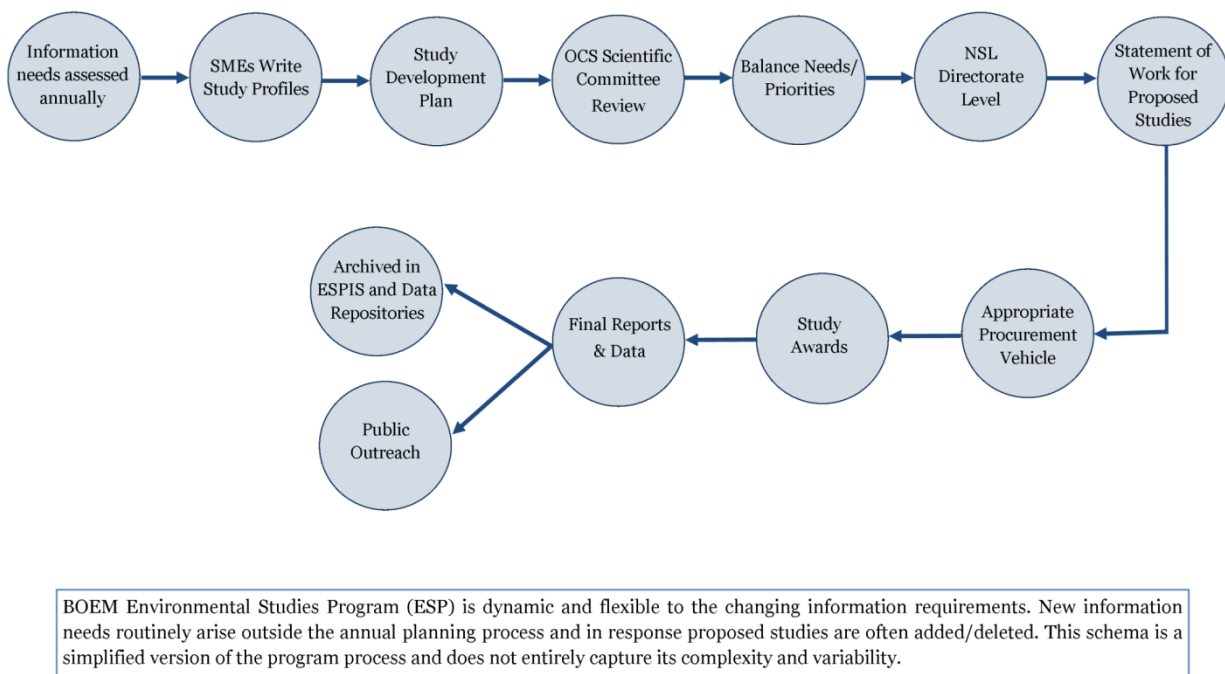 Information
needs assessed
annually
SMEs Write
Study Profiles
Study
Development
Plan
OCS Scientific
Committee
Review
Balance Needs/
Priorities
NSL
Directorate
Level
Statement of
Work for
Proposed
Studies
Appropriate
Procurement
Vehicle
Study
Awards
Final Reports
& Data
Archived in
ESPIS and Data
Repositories
Public
Outreach
BOEM Environmental Studies Program (ESP) is dynamic and flexible to the changing information requirements. New information
needs routinely arise outside the annual planning process and in response proposed studies are often added/deleted. This schema is a
simplified version of the program process and does not entirely capture its complexity and variability.